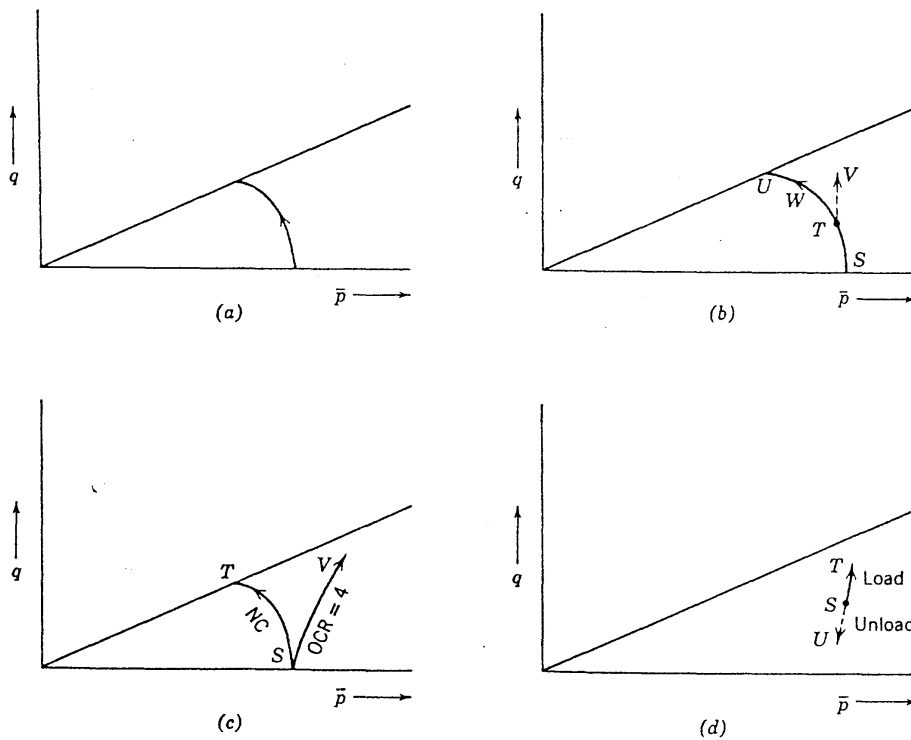 q
p̄
(a)
q
U
W
V
T
S
p̄
(b)
q
T
V
NC
OCR = 4
S
p̄
(c)
q
T
Load
S
Unload
U
p̄
(d)